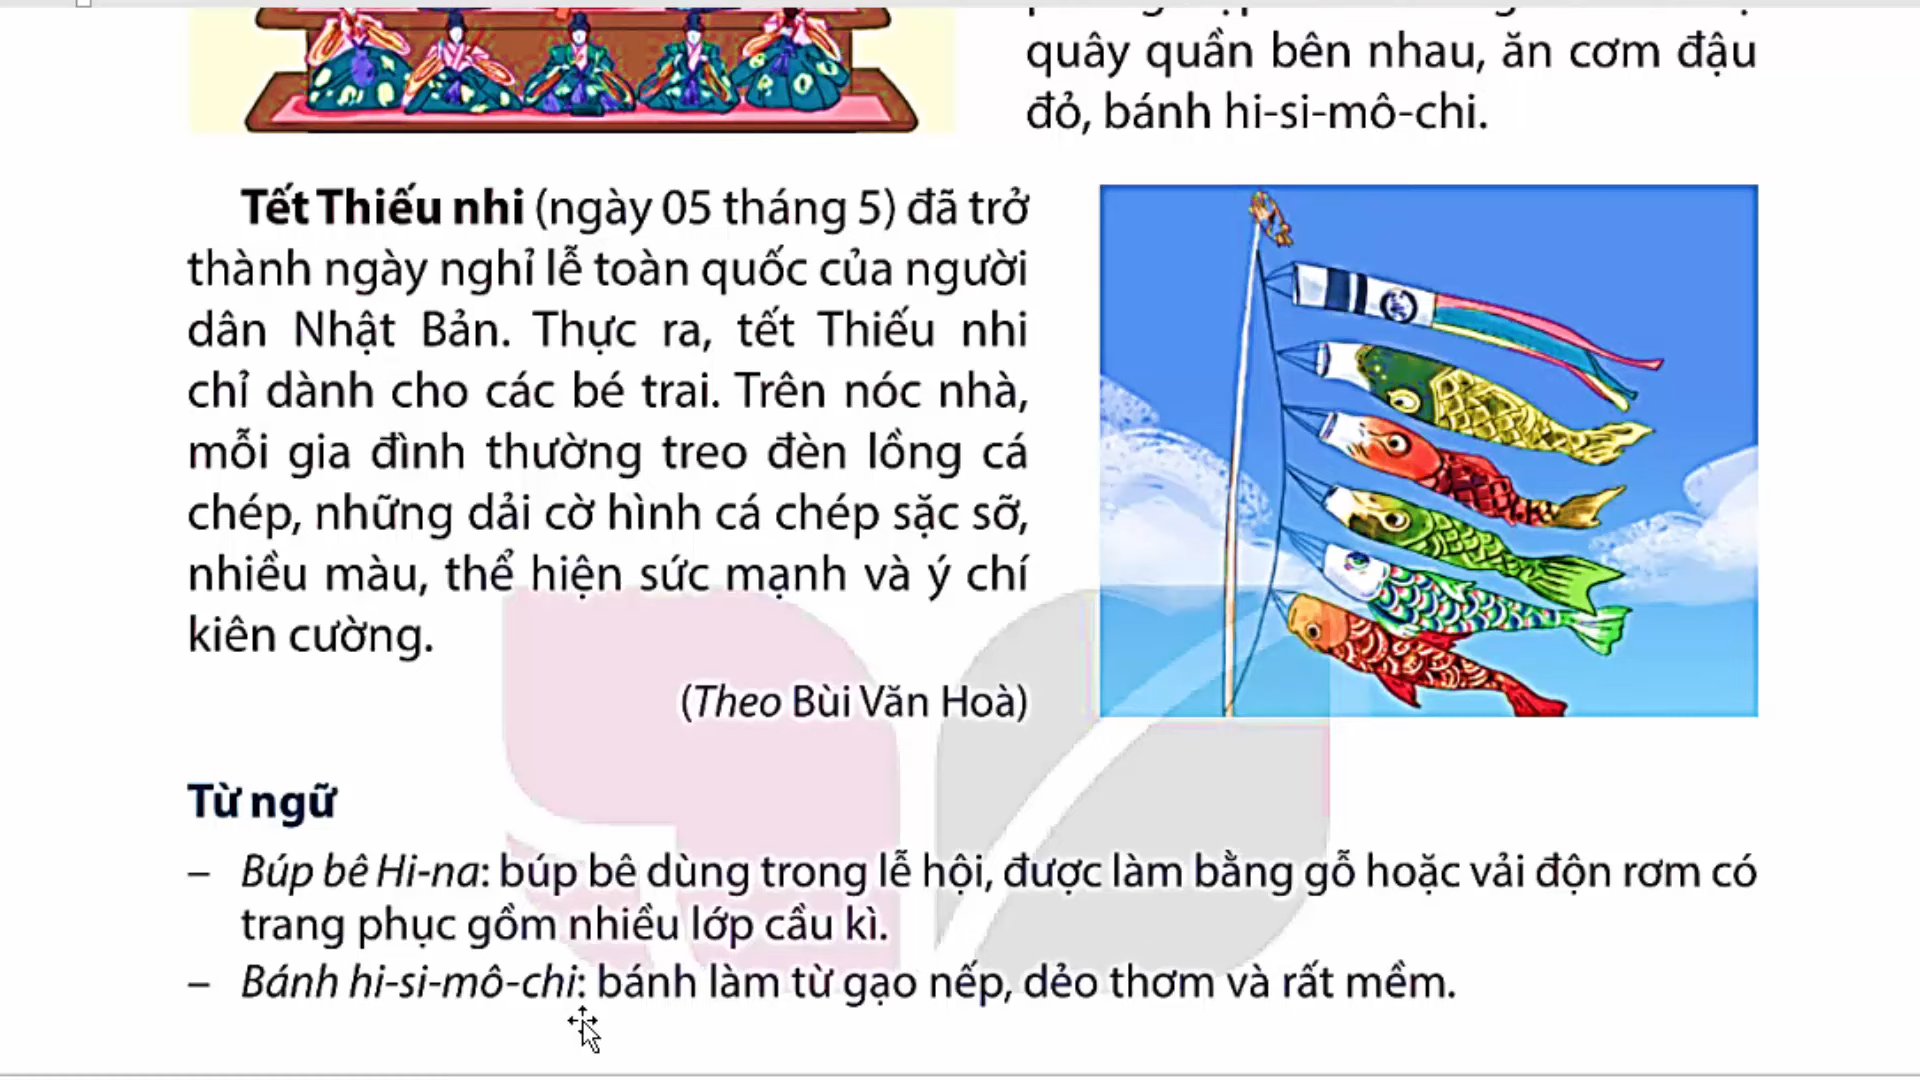 quây quần bên nhau, ăn cơm đậu
đỏ, bánh hi-si-mô-chi.
Tết Thiếu nhi (ngày 05 tháng 5) đã trở
thành ngày nghỉ lễ toàn quốc của người
dân Nhật Bản. Thực ra, tết Thiếu nhi
chỉ dành cho các bé trai. Trên nóc nhà,
mỗi gia đình thường treo đèn lồng cá
chép, những dải cờ hình cá chép sặc sỡ,
nhiều màu, thể hiện sức mạnh và ý chí
kiên cường.
(Theo Bùi Văn Hoà)
Từ ngữ
– Búp bê Hi-na: búp bê dùng trong lễ hội, được làm bằng gỗ hoặc vải độn rơm có
trang phục gồm nhiều lớp cầu kì.
– Bánh hi-si-mô-chi: bánh làm từ gạo nếp, dẻo thơm và rất mềm.